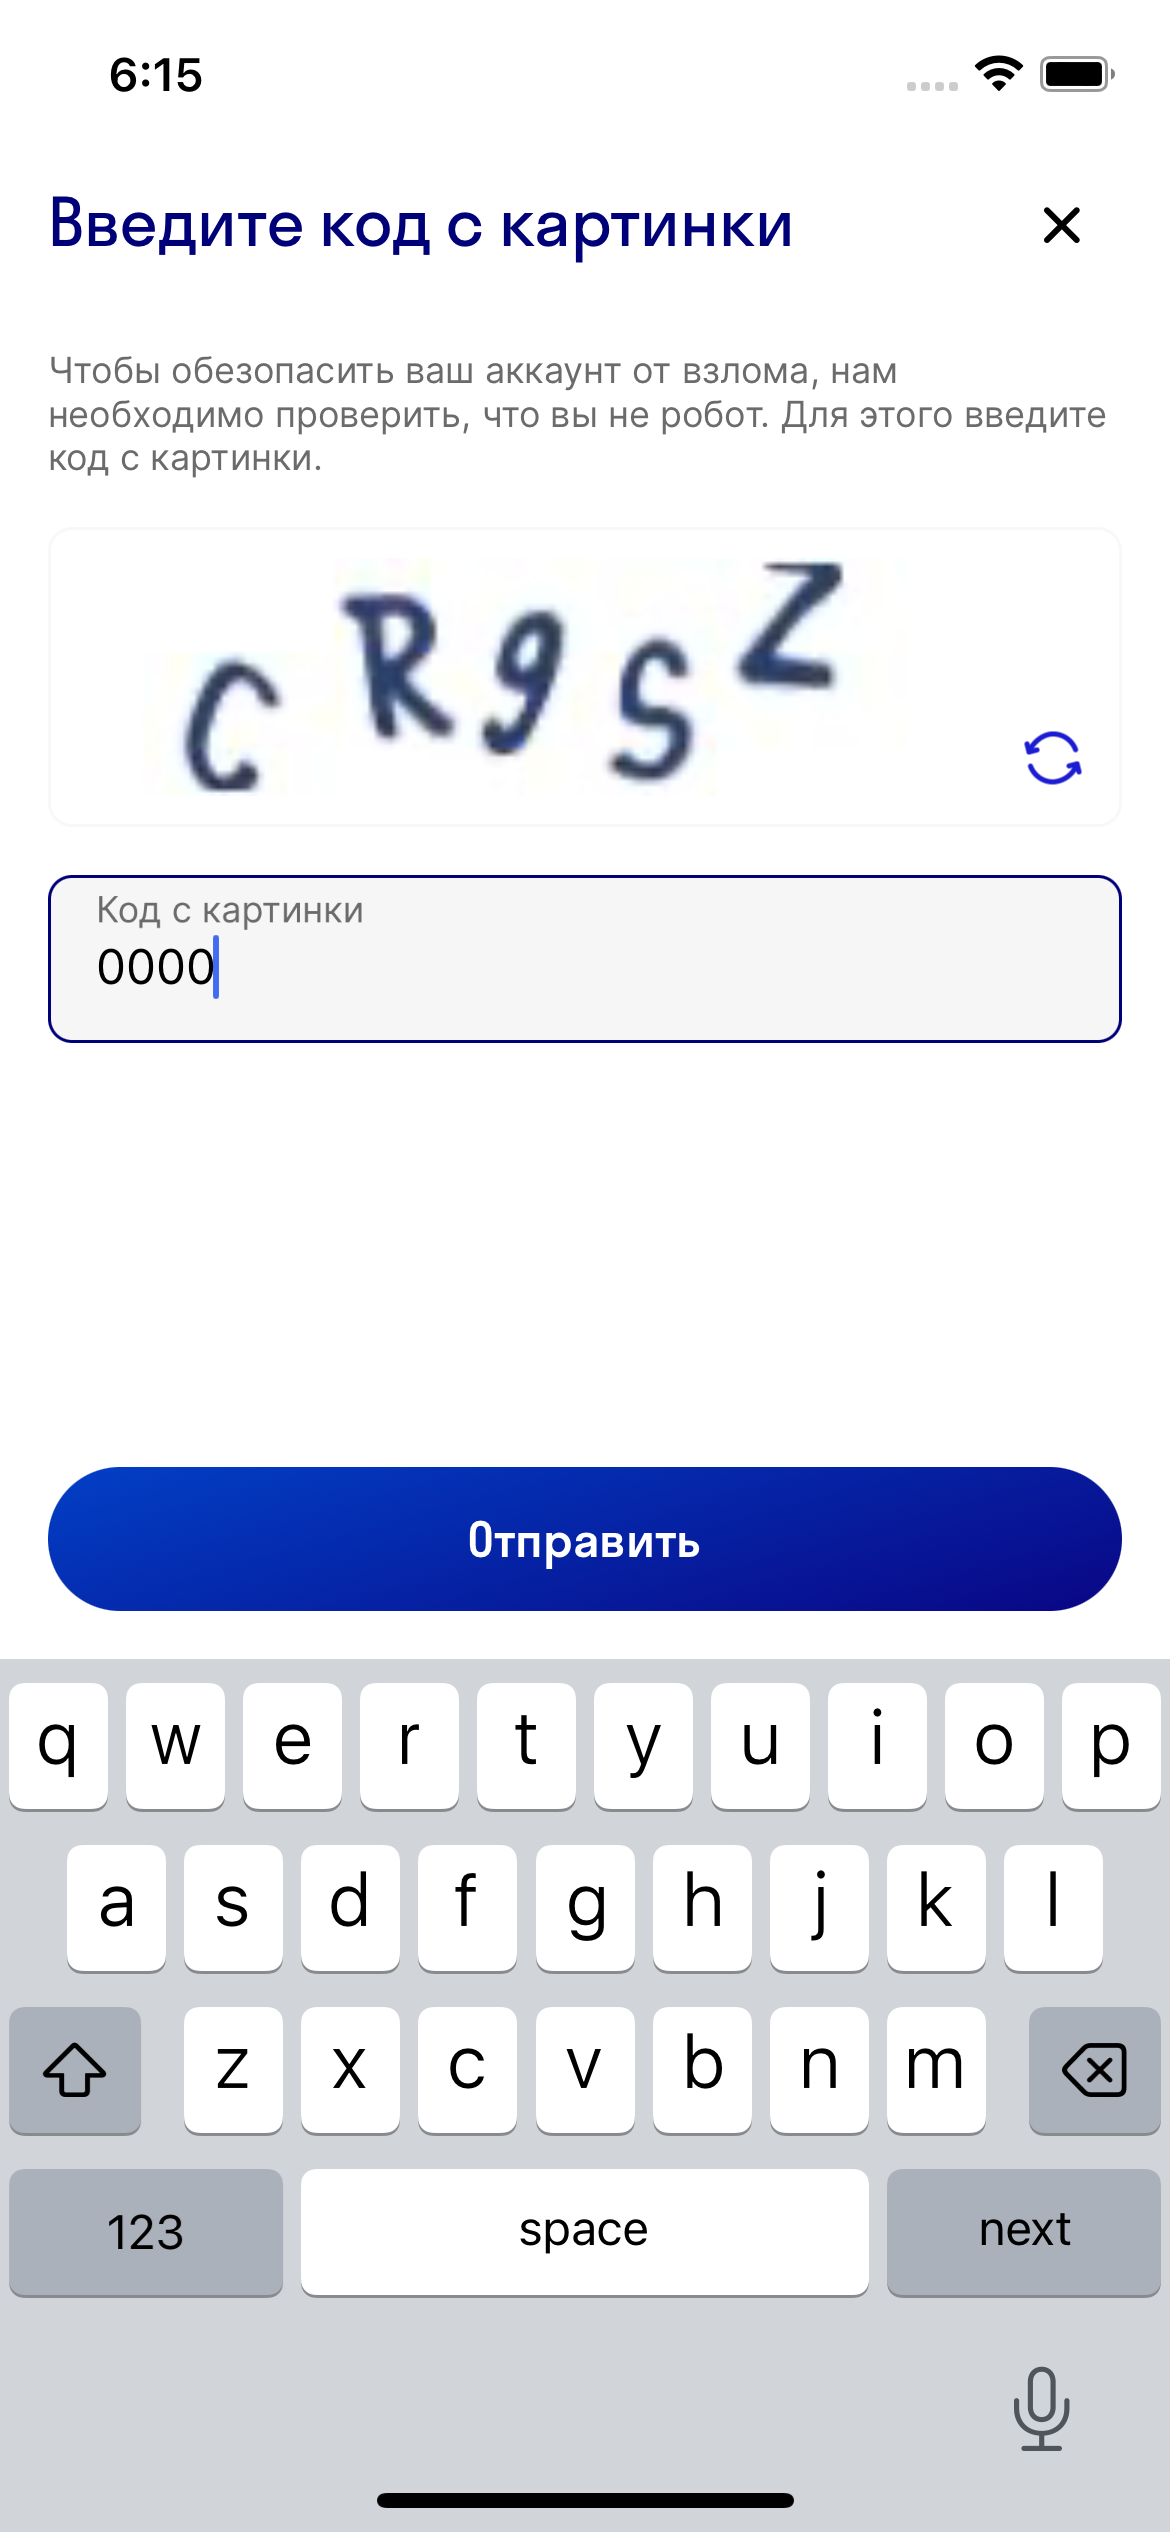 6:15
Введите код с картинки
Чтобы обезопасить ваш аккаунт от взлома, нам
необходимо проверить, что вы не робот. Для этого введите
код с картинки.
CR9SZ
Код с картинки
0000
Отправить
q w e r t y u i o p
a s d f g h j k l
z x c v b n m
123 space next